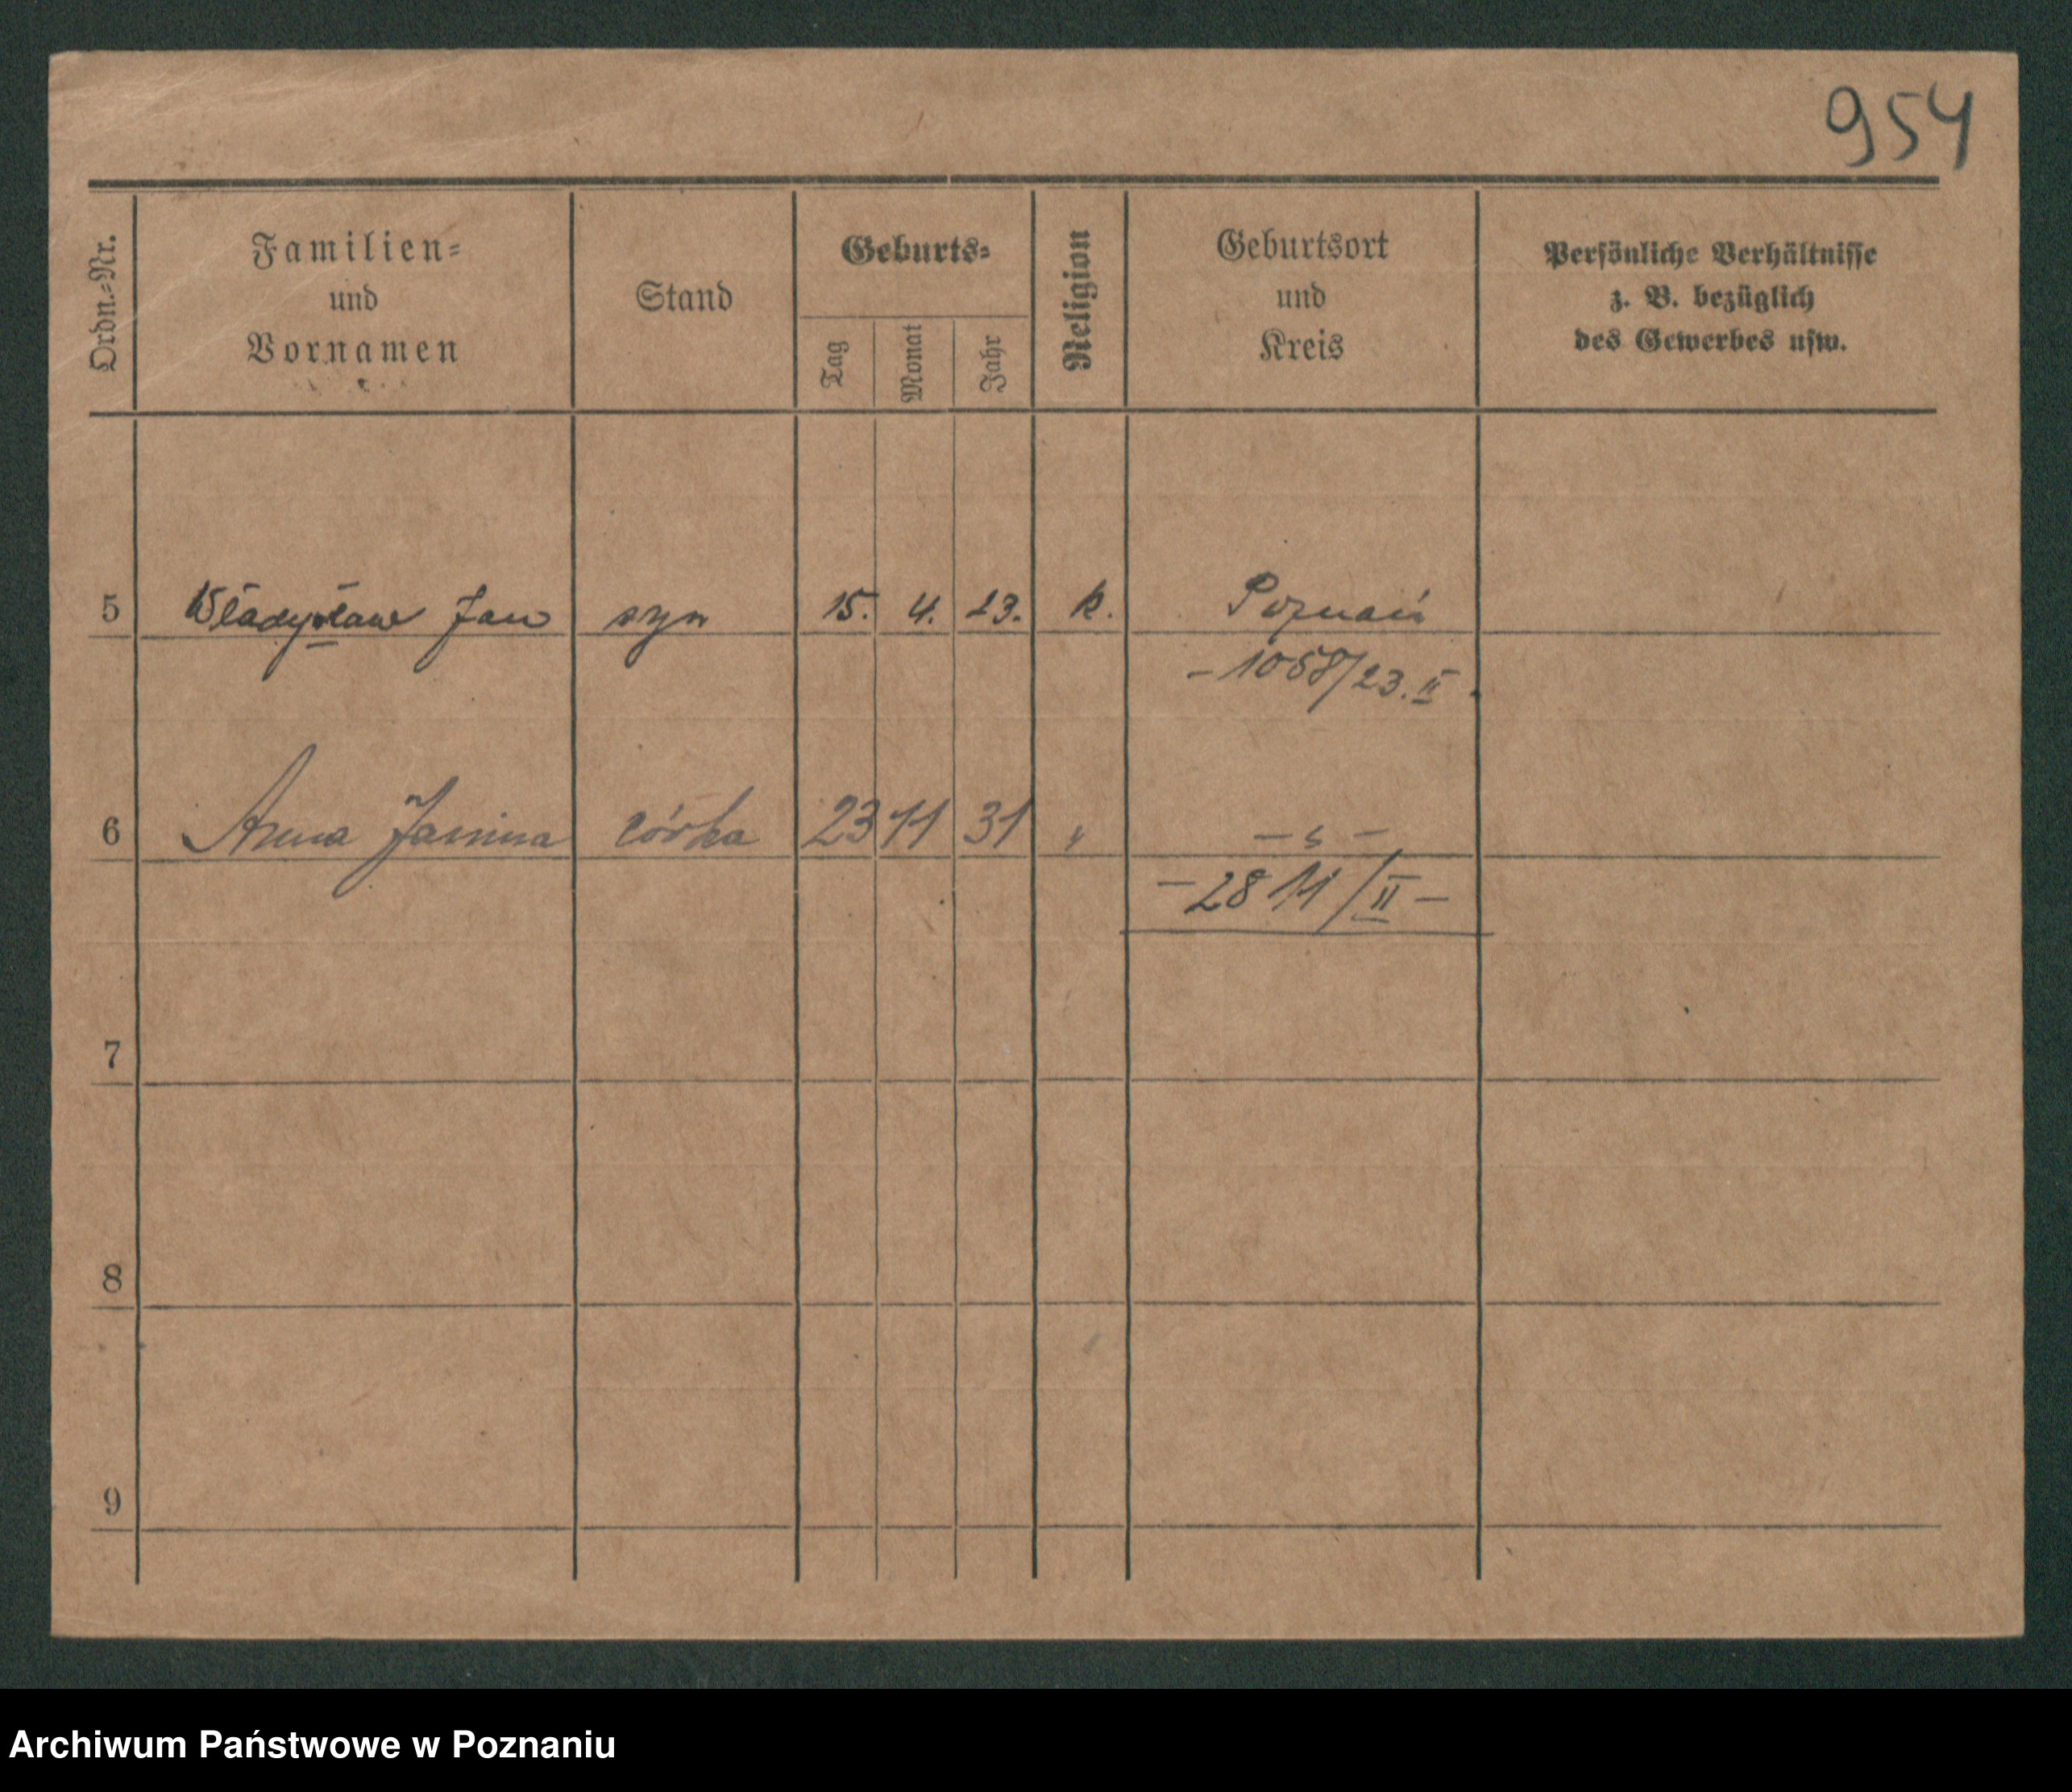 954
Ordn.-Nr.
Familien-
und
Vornamen
Stand
Geburts-
Tag
Monat
Jahr
Religion
Geburtsort
und
Kreis
Persönliche Verhältnisse
z. B. bezüglich
des Gewerbes usw.
5 Władysław Jan syn 15. 4. 23. k. Poznań
- 1058/23. II.
6 Anna Janina córka 23 11 31 " — " —
- 2811/II -
7
8
9
Archiwum Państwowe w Poznaniu